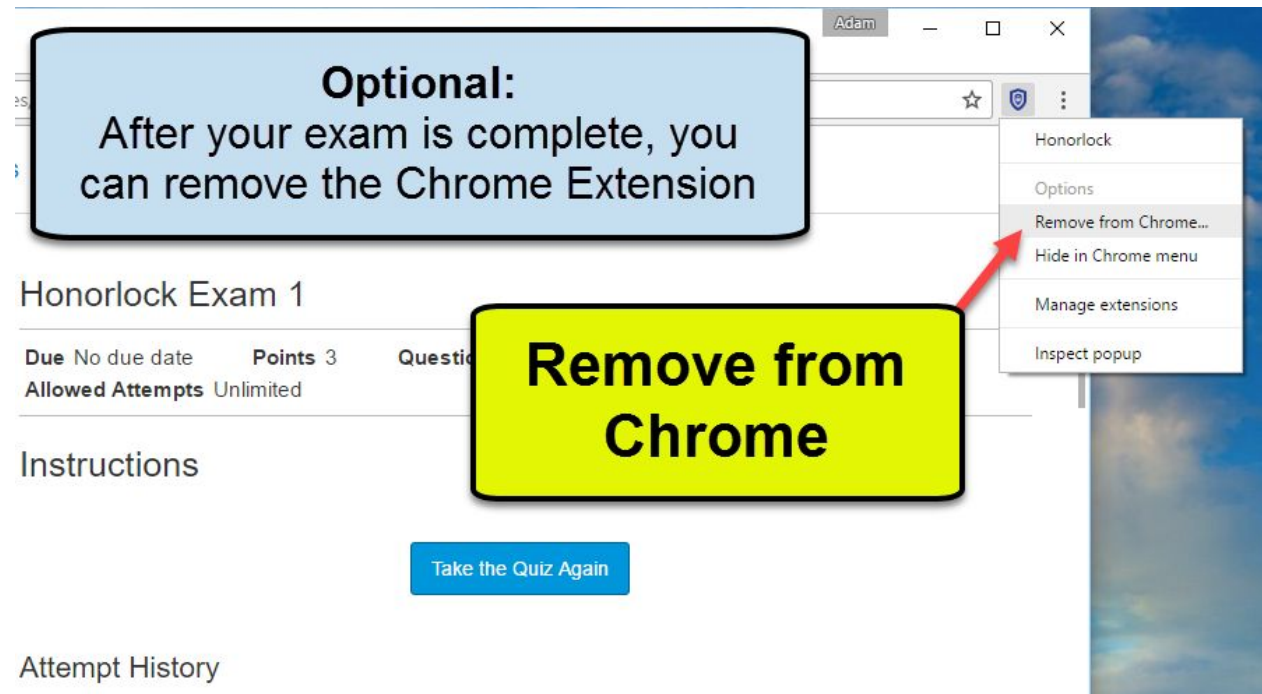 Adam
Optional:
After your exam is complete, you
can remove the Chrome Extension
Honorlock
Options
Remove from Chrome...
Hide in Chrome menu
Manage extensions
Inspect popup
Honorlock Exam 1
Due No due date Points 3
Allowed Attempts Unlimited
Remove from
Chrome
Instructions
Take the Quiz Again
Attempt History